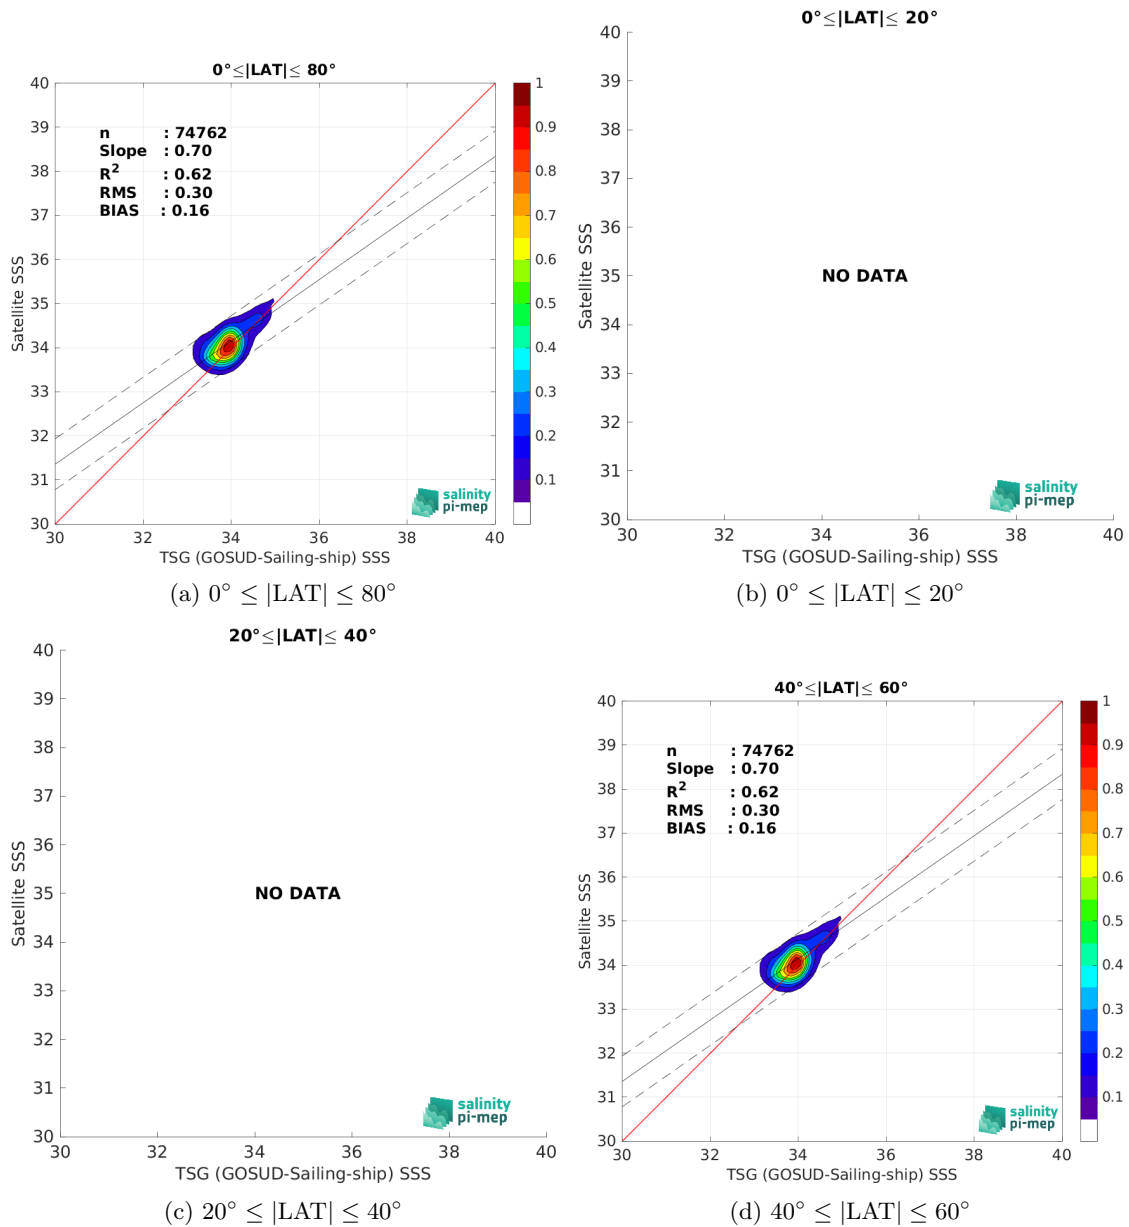 0°≤|LAT|≤ 80°
40
39
38
37
36
35
34
33
32
31
30
Satellite SSS
n : 74762
Slope : 0.70
R2 : 0.62
RMS : 0.30
BIAS : 0.16
salinity
pi-mep
30 32 34 36 38 40
TSG (GOSUD-Sailing-ship) SSS
1
0.9
0.8
0.7
0.6
0.5
0.4
0.3
0.2
0.1
(a) 0° ≤ |LAT| ≤ 80°
0°≤|LAT|≤ 20°
40
39
38
37
36
35
34
33
32
31
30
Satellite SSS
NO DATA
salinity
pi-mep
30 32 34 36 38 40
TSG (GOSUD-Sailing-ship) SSS
(b) 0° ≤ |LAT| ≤ 20°
20°≤|LAT|≤ 40°
40
39
38
37
36
35
34
33
32
31
30
Satellite SSS
NO DATA
salinity
pi-mep
30 32 34 36 38 40
TSG (GOSUD-Sailing-ship) SSS
(c) 20° ≤ |LAT| ≤ 40°
40°≤|LAT|≤ 60°
40
39
38
37
36
35
34
33
32
31
30
Satellite SSS
n : 74762
Slope : 0.70
R2 : 0.62
RMS : 0.30
BIAS : 0.16
salinity
pi-mep
30 32 34 36 38 40
TSG (GOSUD-Sailing-ship) SSS
1
0.9
0.8
0.7
0.6
0.5
0.4
0.3
0.2
0.1
(d) 40° ≤ |LAT| ≤ 60°